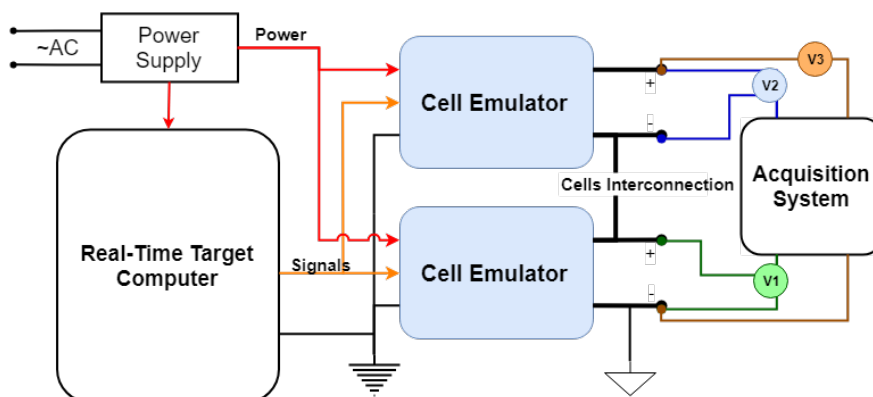 ~AC
Power
Supply
Power
Cell Emulator
+
-
V3
V2
Cells Interconnection
Acquisition
System
Real-Time Target
Computer
Signals
Cell Emulator
+
-
V1